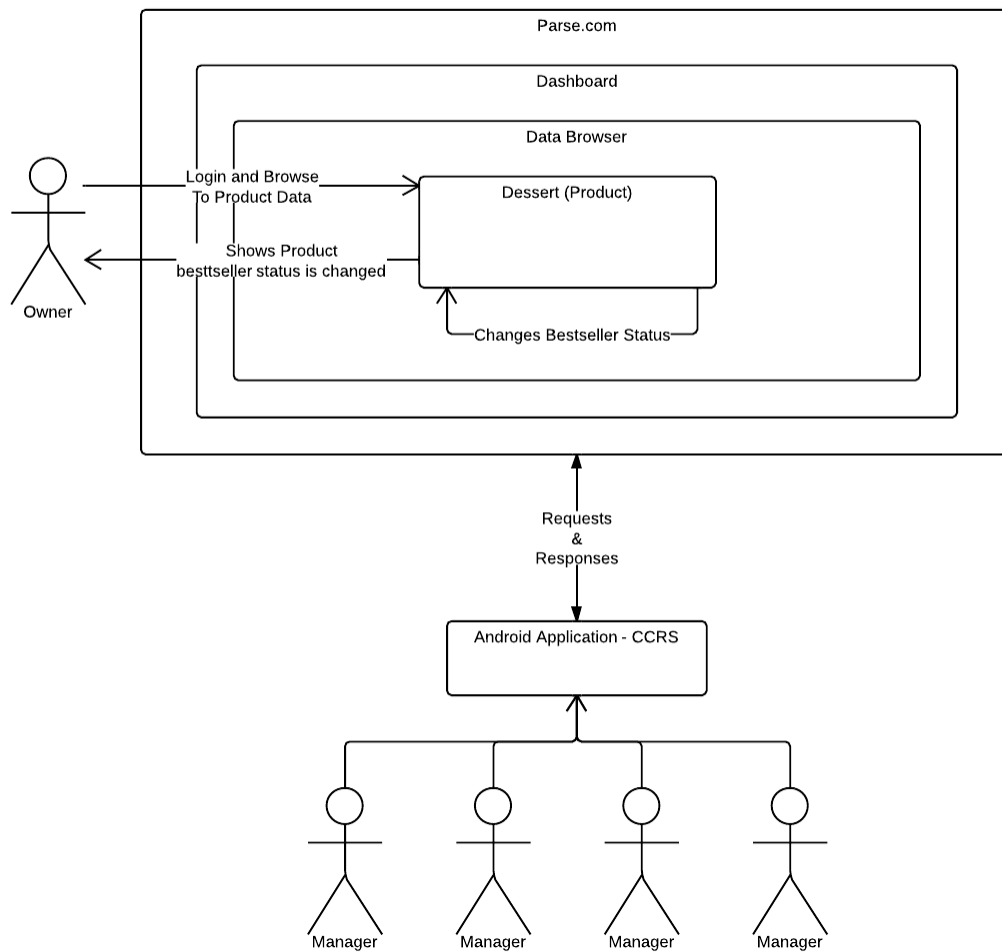 Parse.com
Dashboard
Data Browser
Login and Browse
To Product Data
Dessert (Product)
Shows Product
besttseller status is changed
Owner
Changes Bestseller Status
Requests
&
Responses
Android Application - CCRS
Manager
Manager
Manager
Manager